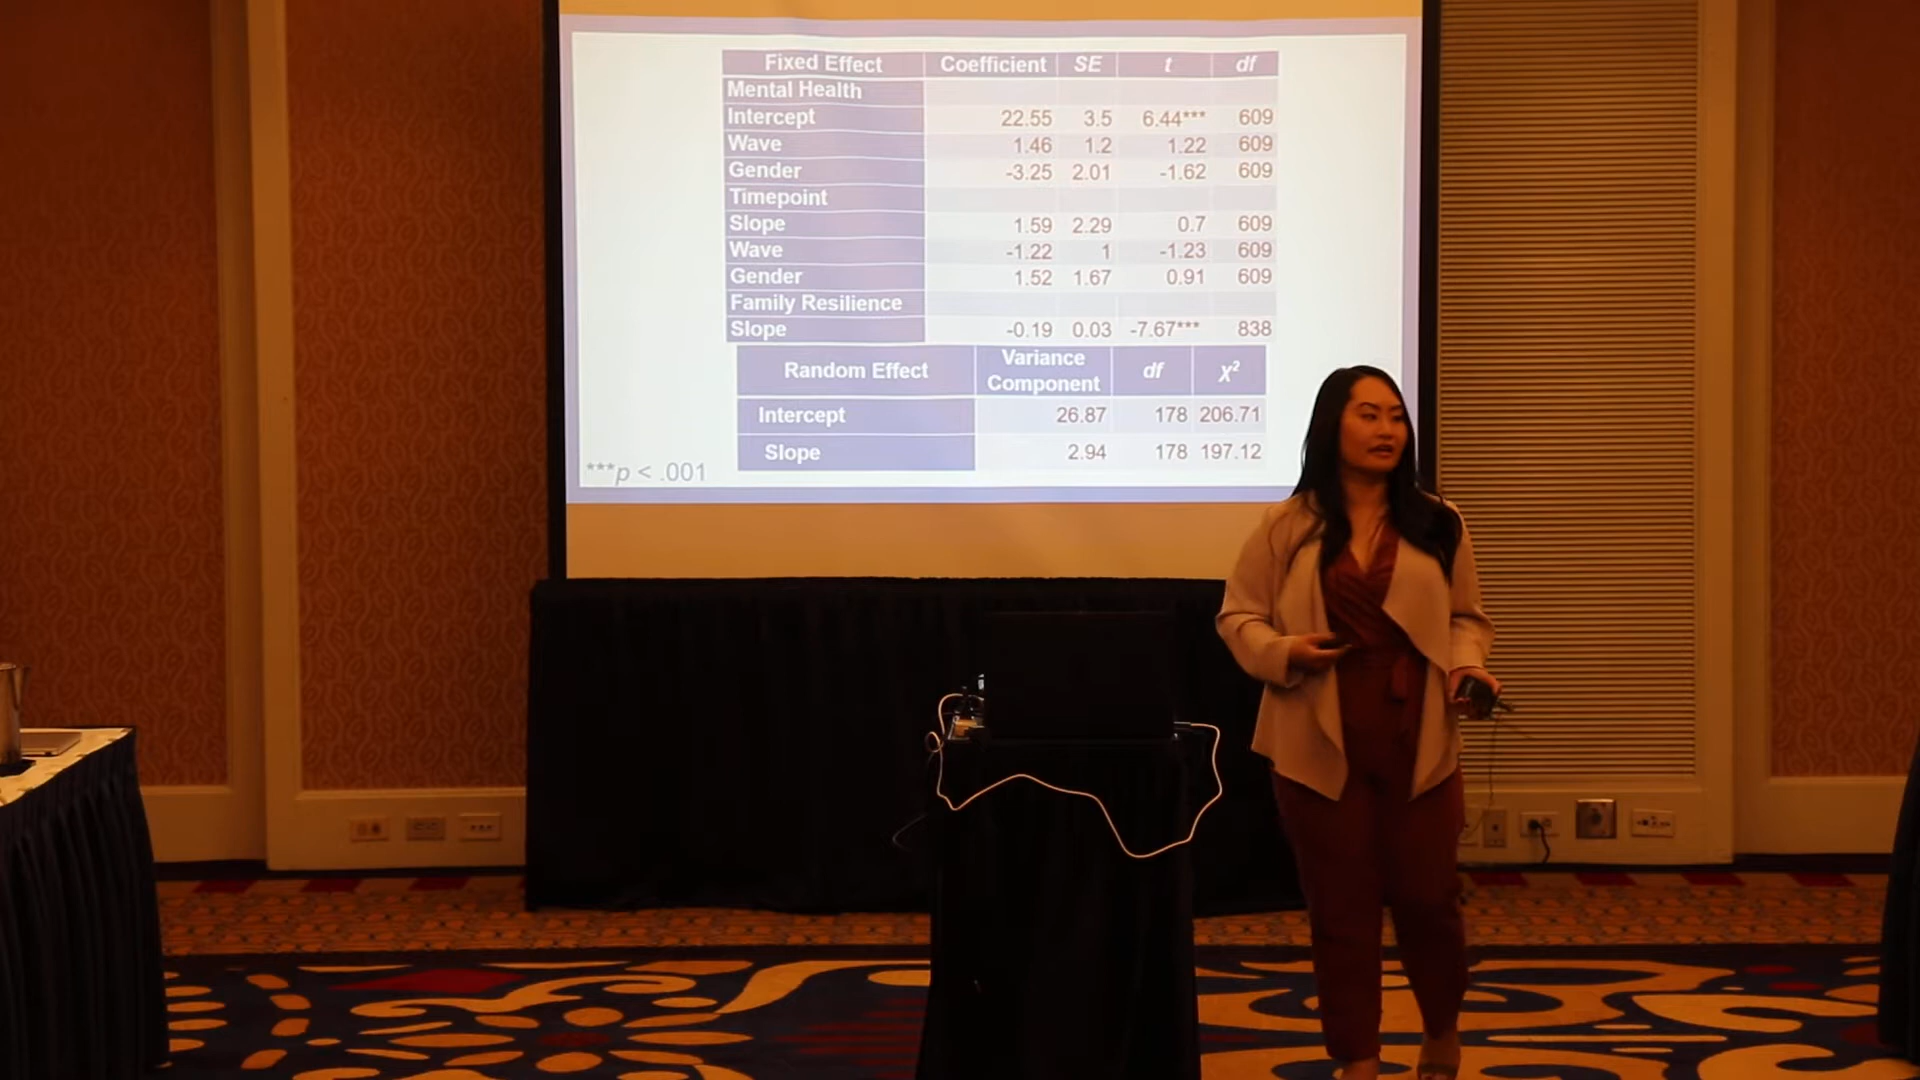 Fixed Effect Coefficient SE t df
Mental Health
Intercept 22.55 3.5 6.44*** 609
Wave 1.46 1.2 1.22 609
Gender -3.25 2.01 -1.62 609
Timepoint
Slope 1.59 2.29 0.7 609
Wave -1.22 1 -1.23 609
Gender 1.52 1.67 0.91 609
Family Resilience
Slope -0.19 0.03 -7.67*** 838
Random Effect Variance Component df χ²
Intercept 26.87 178 206.71
Slope 2.94 178 197.12
***p < .001